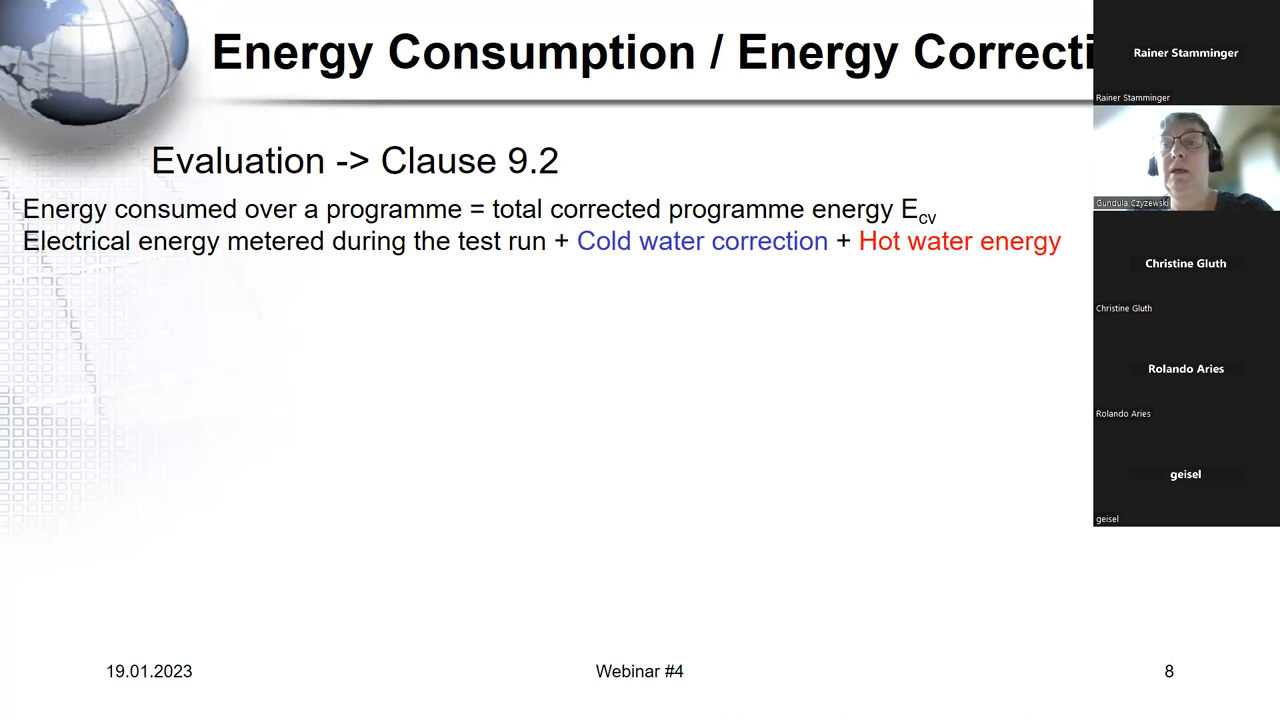 Energy Consumption / Energy Correcti
Evaluation -> Clause 9.2
Energy consumed over a programme = total corrected programme energy Ecv
Electrical energy metered during the test run + Cold water correction + Hot water energy
19.01.2023
Webinar #4
8
Rainer Stamminger
Rainer Stamminger
Gundula Czyzewski
Christine Gluth
Christine Gluth
Rolando Aries
Rolando Aries
geisel
geisel